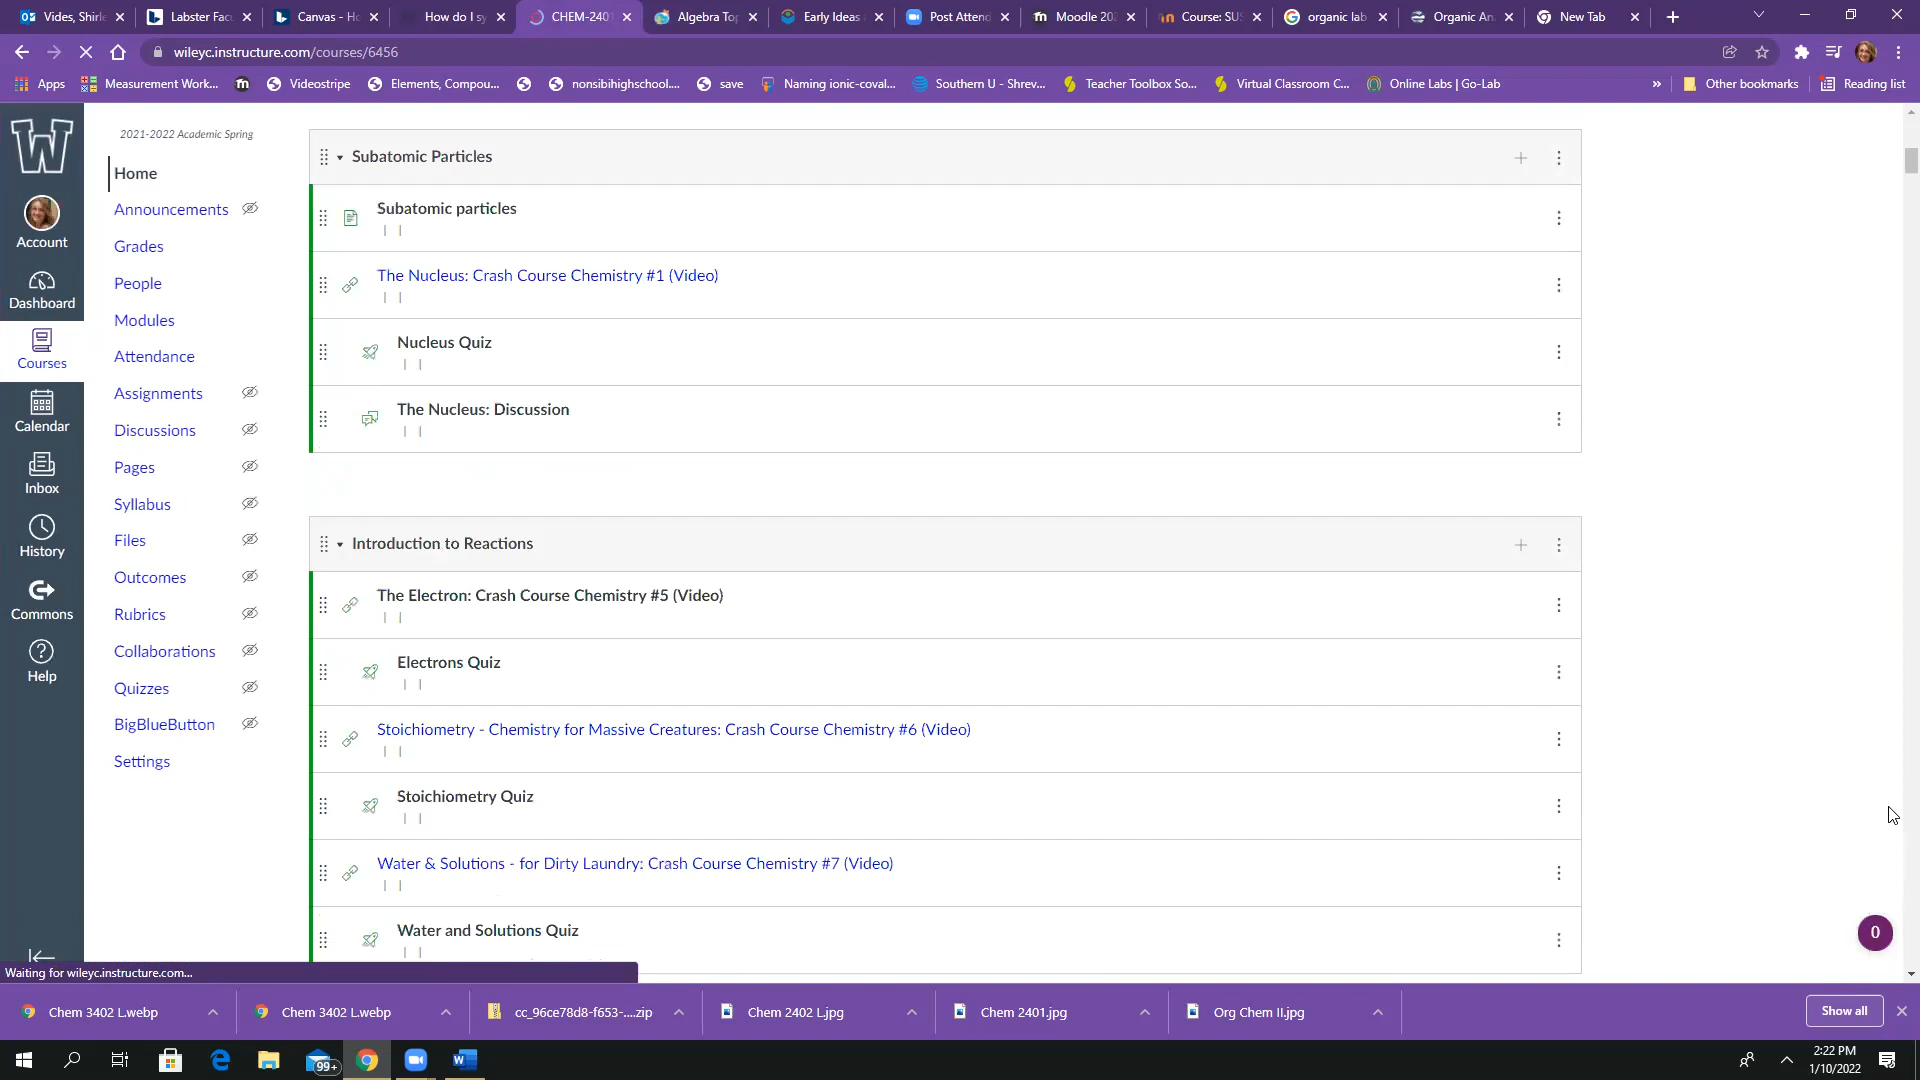 Vides, Shirle
Labster Facu
Canvas - Ho
How do I sy
CHEM-2401
Algebra Top
Early Ideas
Post Attend
Moodle 202
Course: SUS
organic lab
Organic An
New Tab
wileyc.instructure.com/courses/6456
Apps
Measurement Work...
Videostripe
Elements, Compou...
nonsibihighschool....
save
Naming ionic-coval...
Southern U - Shrev...
Teacher Toolbox So...
Virtual Classroom C...
Online Labs | Go-Lab
»
Other bookmarks
Reading list
W
Account
Dashboard
Courses
Calendar
Inbox
History
Commons
Help
2021-2022 Academic Spring
Home
Announcements
Grades
People
Modules
Attendance
Assignments
Discussions
Pages
Syllabus
Files
Outcomes
Rubrics
Collaborations
Quizzes
BigBlueButton
Settings
Subatomic Particles
Subatomic particles
| |
The Nucleus: Crash Course Chemistry #1 (Video)
| |
Nucleus Quiz
| |
The Nucleus: Discussion
| |
Introduction to Reactions
The Electron: Crash Course Chemistry #5 (Video)
| |
Electrons Quiz
| |
Stoichiometry - Chemistry for Massive Creatures: Crash Course Chemistry #6 (Video)
| |
Stoichiometry Quiz
| |
Water & Solutions - for Dirty Laundry: Crash Course Chemistry #7 (Video)
| |
Water and Solutions Quiz
| |
0
Waiting for wileyc.instructure.com...
Chem 3402 L.webp
Chem 3402 L.webp
cc_96ce78d8-f653-....zip
Chem 2402 L.jpg
Chem 2401.jpg
Org Chem II.jpg
Show all
99+
2:22 PM
1/10/2022